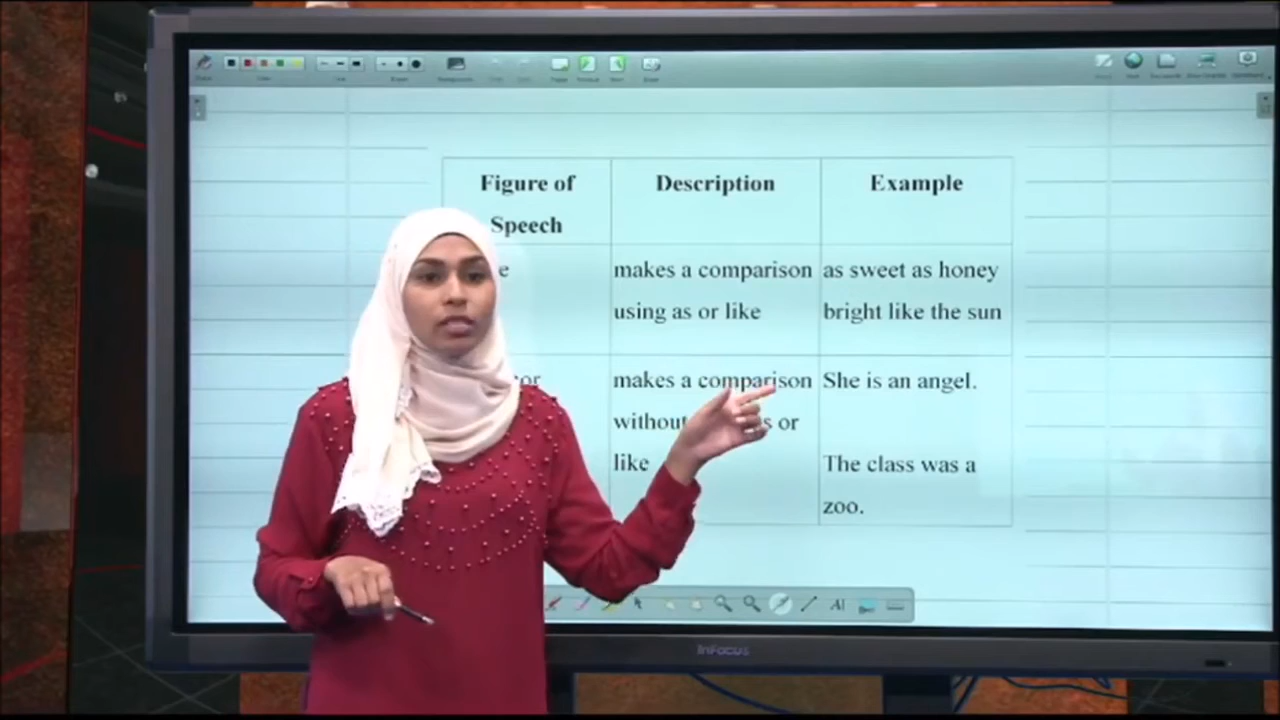 Figure of
Speech
Description
Example
makes a comparison
using as or like
as sweet as honey
bright like the sun
makes a comparison
without
or
like
She is an angel.
The class was a
zoo.
InFocus